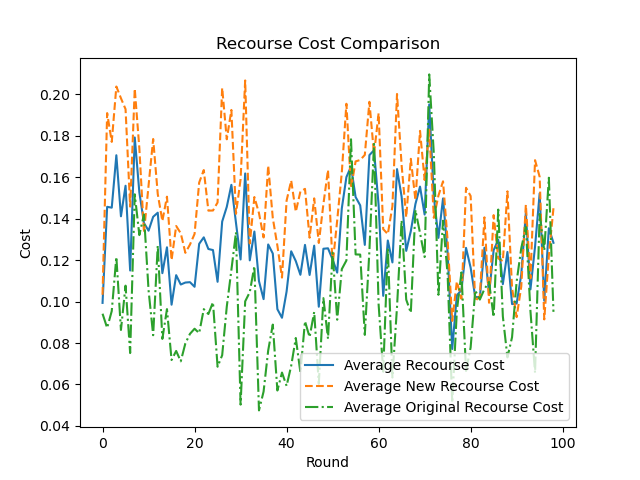 Recourse Cost Comparison
0.20
0.18
0.16
0.14
0.12
0.10
0.08
0.06
0.04
Cost
Average Recourse Cost
Average New Recourse Cost
Average Original Recourse Cost
0 20 40 60 80 100
Round